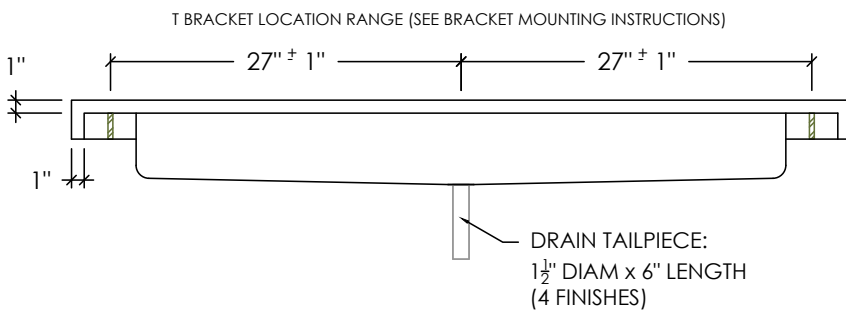 T BRACKET LOCATION RANGE (SEE BRACKET MOUNTING INSTRUCTIONS)
27" ± 1" 27" ± 1"
1"
1"
DRAIN TAILPIECE:
1½" DIAM x 6" LENGTH
(4 FINISHES)